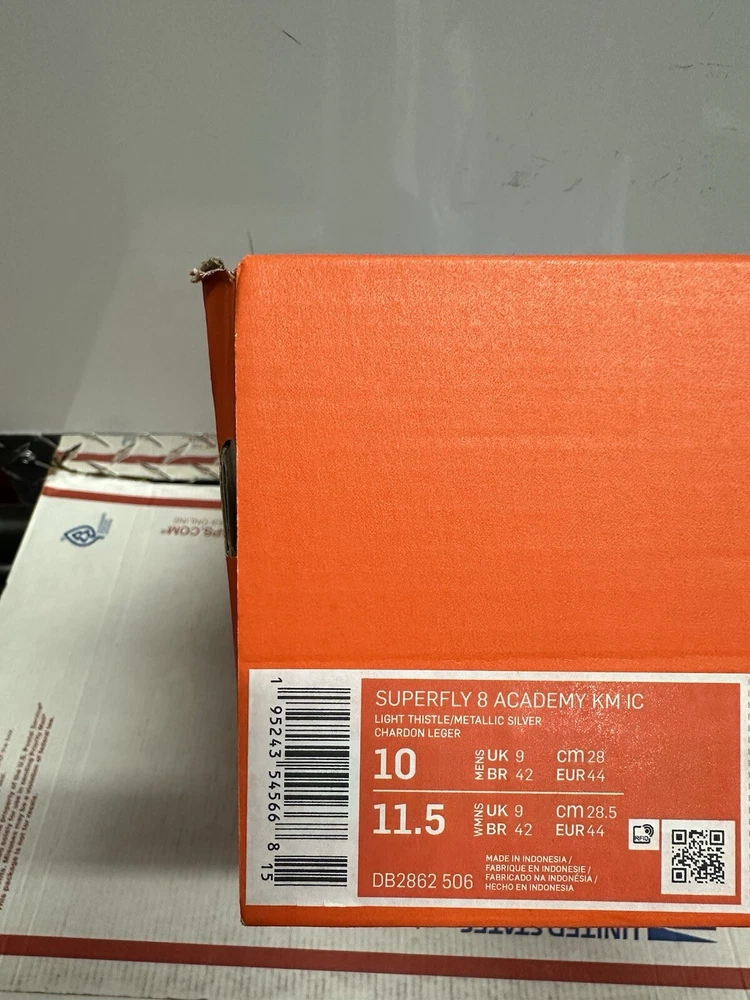 SUPERFLY 8 ACADEMY KM IC
LIGHT THISTLE/METALLIC SILVER
CHARDON LEGER
10
MENS
UK 9
cm 28
BR 42
EUR 44
11.5
WMNS
UK 9
cm 28.5
BR 42
EUR 44
RFID
DB2862 506
MADE IN INDONESIA /
FABRIQUE EN INDONESIE /
FABRICADO NA INDONÉSIA /
HECHO EN INDONESIA
1 95243 54566 8 15
UNITED STATES